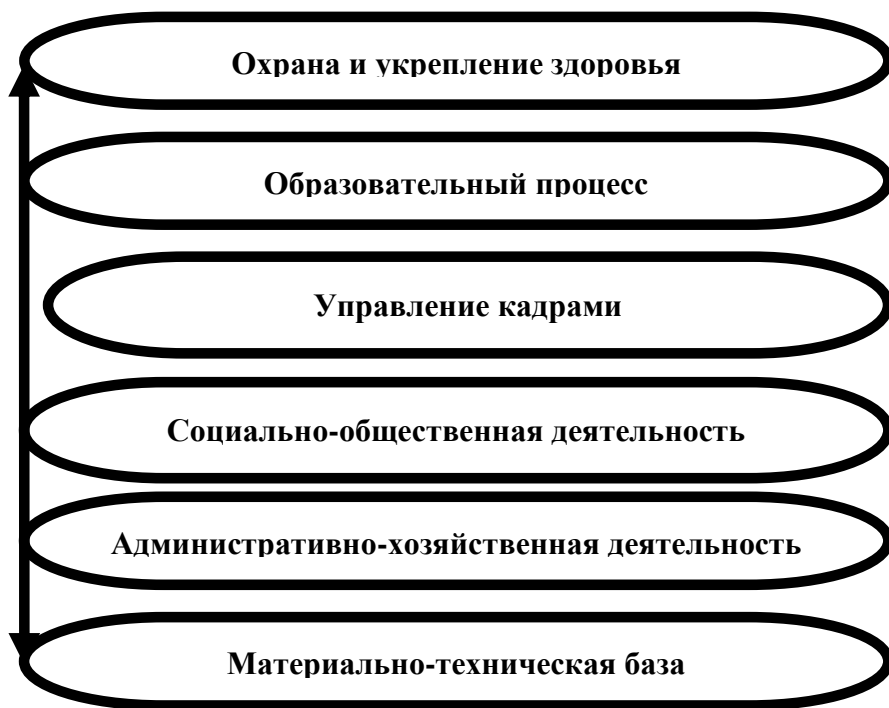 Охрана и укрепление здоровья
Образовательный процесс
Управление кадрами
Социально-общественная деятельность
Административно-хозяйственная деятельность
Материально-техническая база